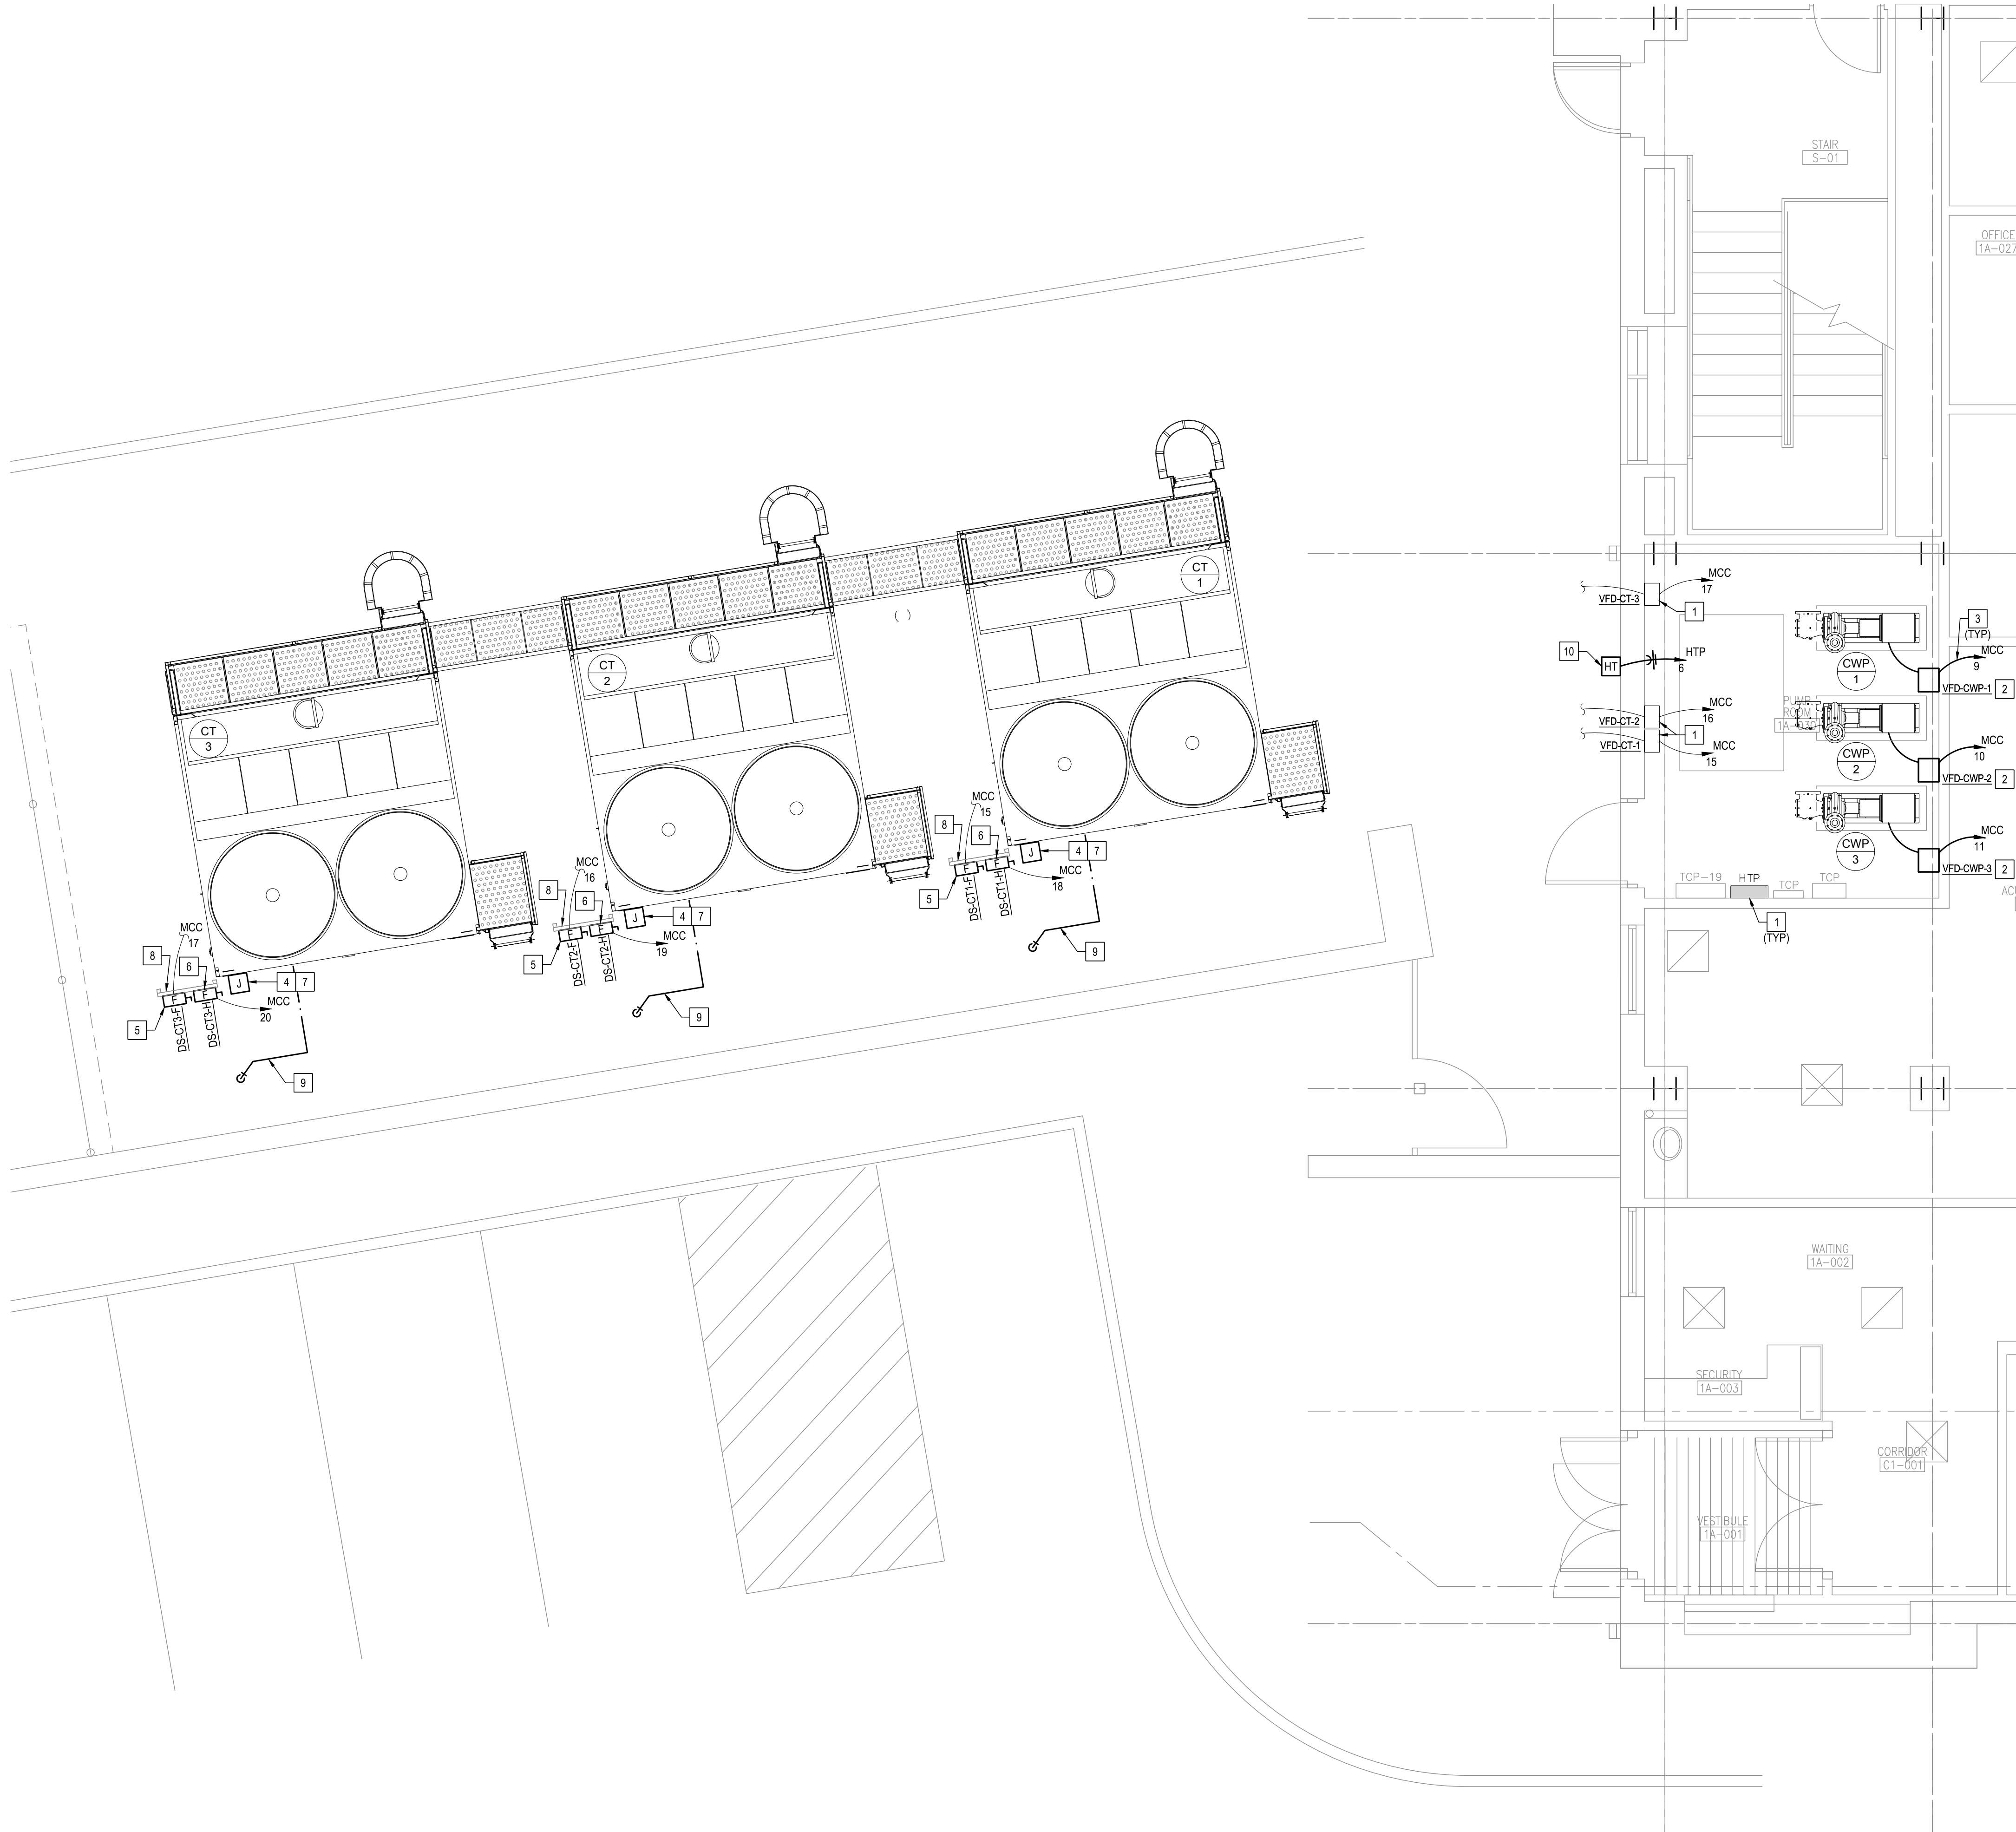 STAIR
S-01
OFFICE
1A-027
CT
1
CT
2
CT
3
MCC
17
VFD-CT-3
1
10
HT
HTP
6
MCC
16
VFD-CT-2
1
VFD-CT-1
MCC
15
PUMP
ROOM
1A-030
CWP
1
3
(TYP)
MCC
9
VFD-CWP-1
2
CWP
2
MCC
10
VFD-CWP-2
2
CWP
3
MCC
11
VFD-CWP-3
2
TCP-19
HTP
TCP
TCP
1
(TYP)
MCC
15
8
6
F
F
J
4
7
5
DS-CT1-F
DS-CT1-H
MCC
18
9
MCC
16
8
6
F
F
J
4
7
5
DS-CT2-F
DS-CT2-H
MCC
19
9
MCC
17
8
6
F
F
J
4
7
5
DS-CT3-F
DS-CT3-H
MCC
20
9
WAITING
1A-002
SECURITY
1A-003
CORRIDOR
C1-001
VESTIBULE
1A-001